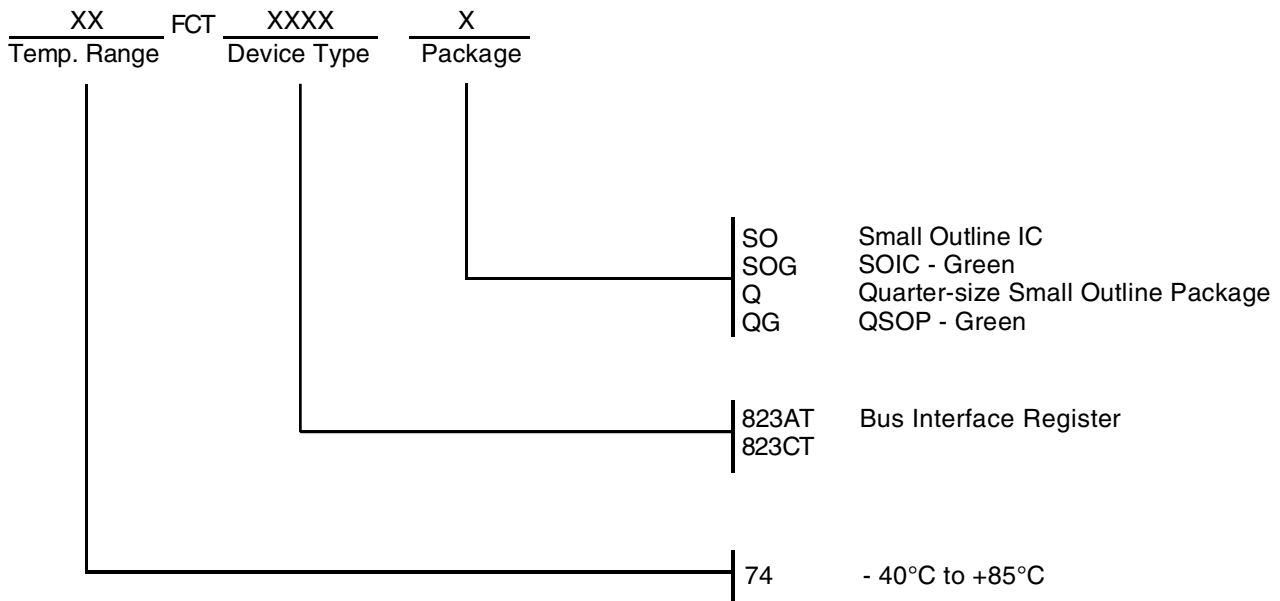 XX FCT XXXX X
Temp. Range Device Type Package
SO Small Outline IC
SOG SOIC - Green
Q Quarter-size Small Outline Package
QG QSOP - Green
823AT Bus Interface Register
823CT
74 - 40°C to +85°C